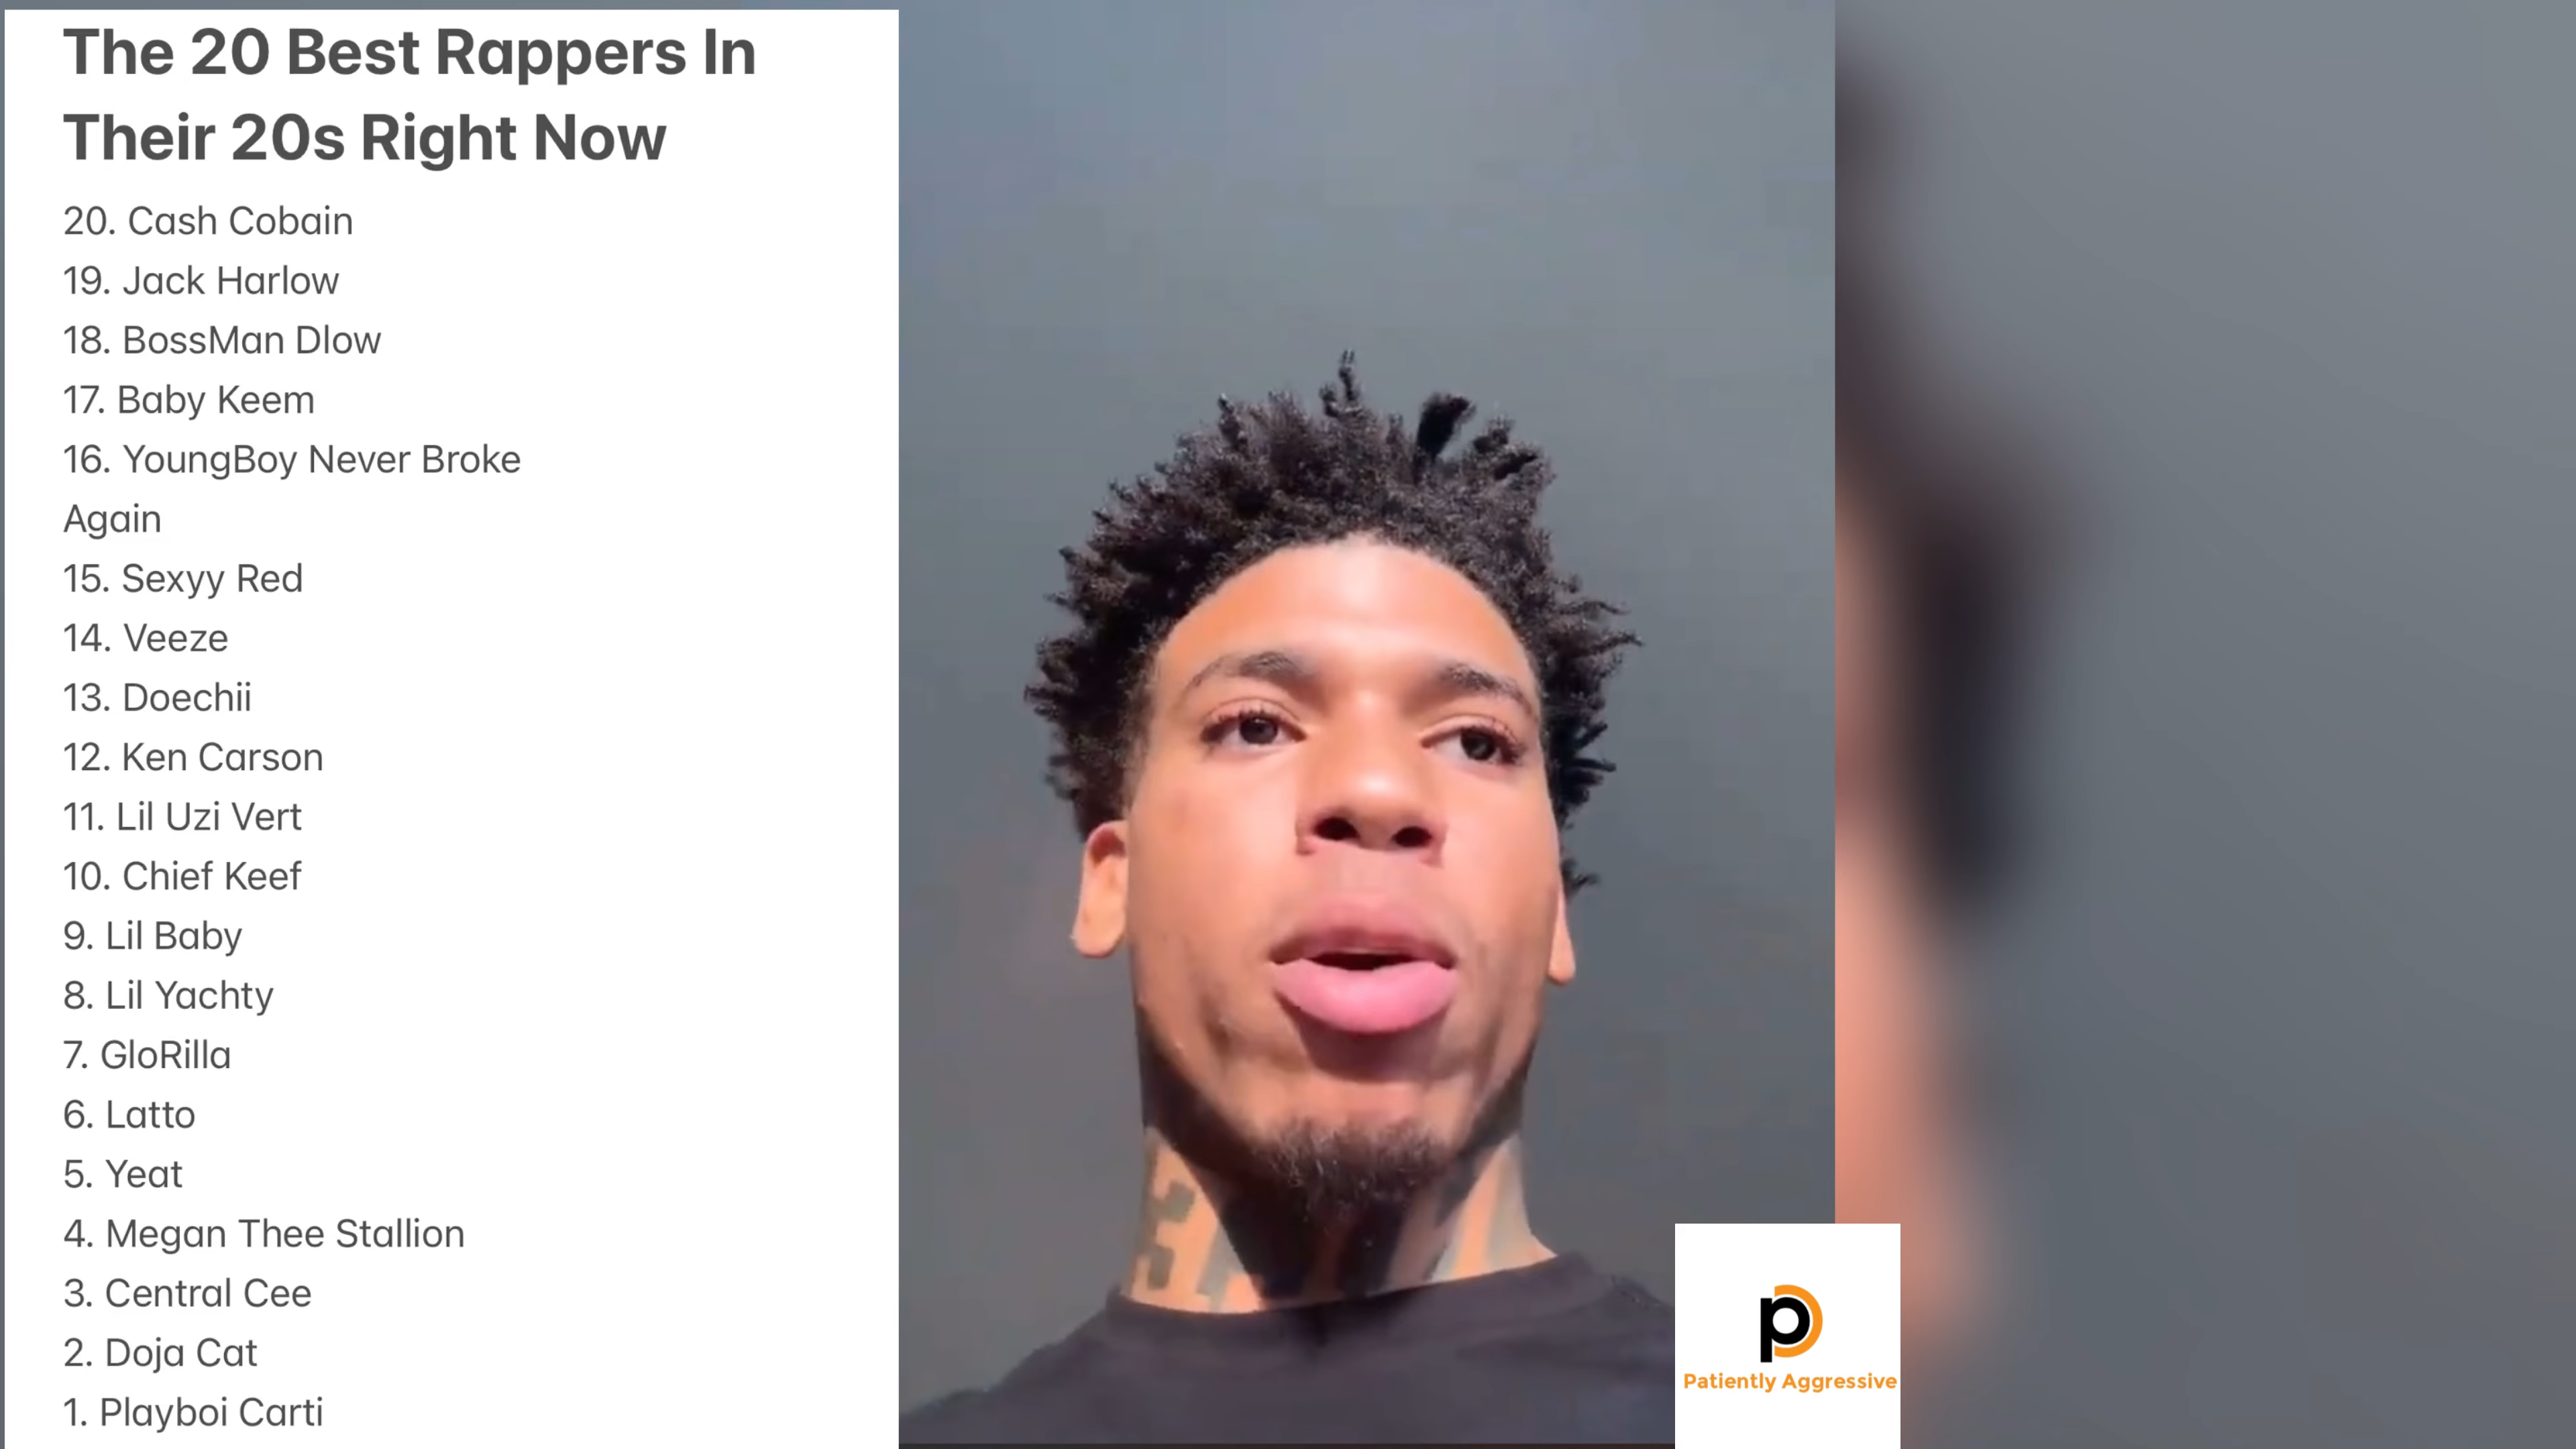 The 20 Best Rappers In
Their 20s Right Now
20. Cash Cobain
19. Jack Harlow
18. BossMan Dlow
17. Baby Keem
16. YoungBoy Never Broke
Again
15. Sexyy Red
14. Veeze
13. Doechii
12. Ken Carson
11. Lil Uzi Vert
10. Chief Keef
9. Lil Baby
8. Lil Yachty
7. GloRilla
6. Latto
5. Yeat
4. Megan Thee Stallion
3. Central Cee
2. Doja Cat
1. Playboi Carti
Patiently Aggressive